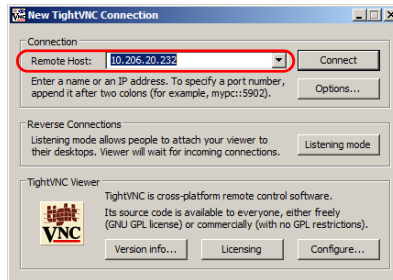 New TightVNC Connection
Connection
Remote Host: 10.206.20.232
Connect
Enter a name or an IP address. To specify a port number,
append it after two colons (for example, mypc::5902).
Options...
Reverse Connections
Listening mode allows people to attach your viewer to
their desktops. Viewer will wait for incoming connections.
Listening mode
TightVNC Viewer
TightVNC is cross-platform remote control software.
Its source code is available to everyone, either freely
(GNU GPL license) or commercially (with no GPL restrictions).
tight
VNC
Version info...
Licensing
Configure...